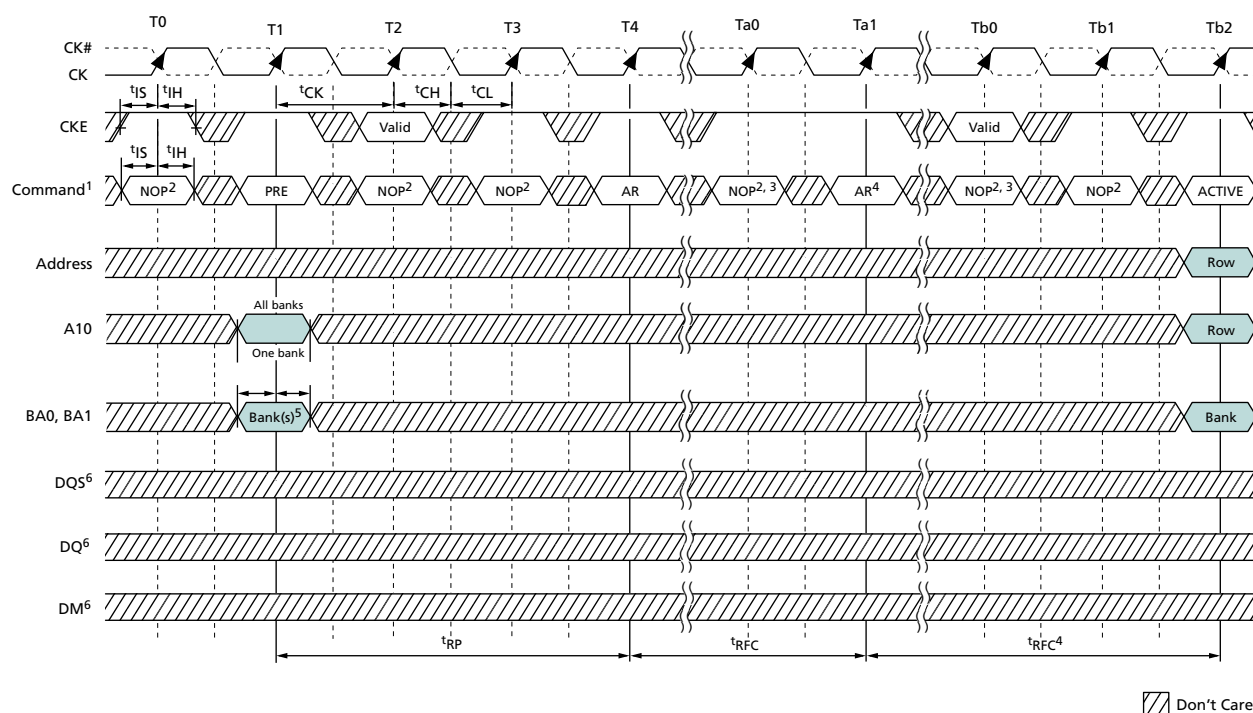 T0 T1 T2 T3 T4 Ta0 Ta1 Tb0 Tb1 Tb2
CK#
CK
tIS tIH tCK tCH tCL
CKE Valid Valid
tIS tIH
Command1 NOP2 PRE NOP2 NOP2 AR NOP2, 3 AR4 NOP2, 3 NOP2 ACTIVE
Address Row
All banks
A10 Row
One bank
BA0, BA1 Bank(s)5 Bank
DQS6
DQ6
DM6
tRP tRFC tRFC4
Don't Care